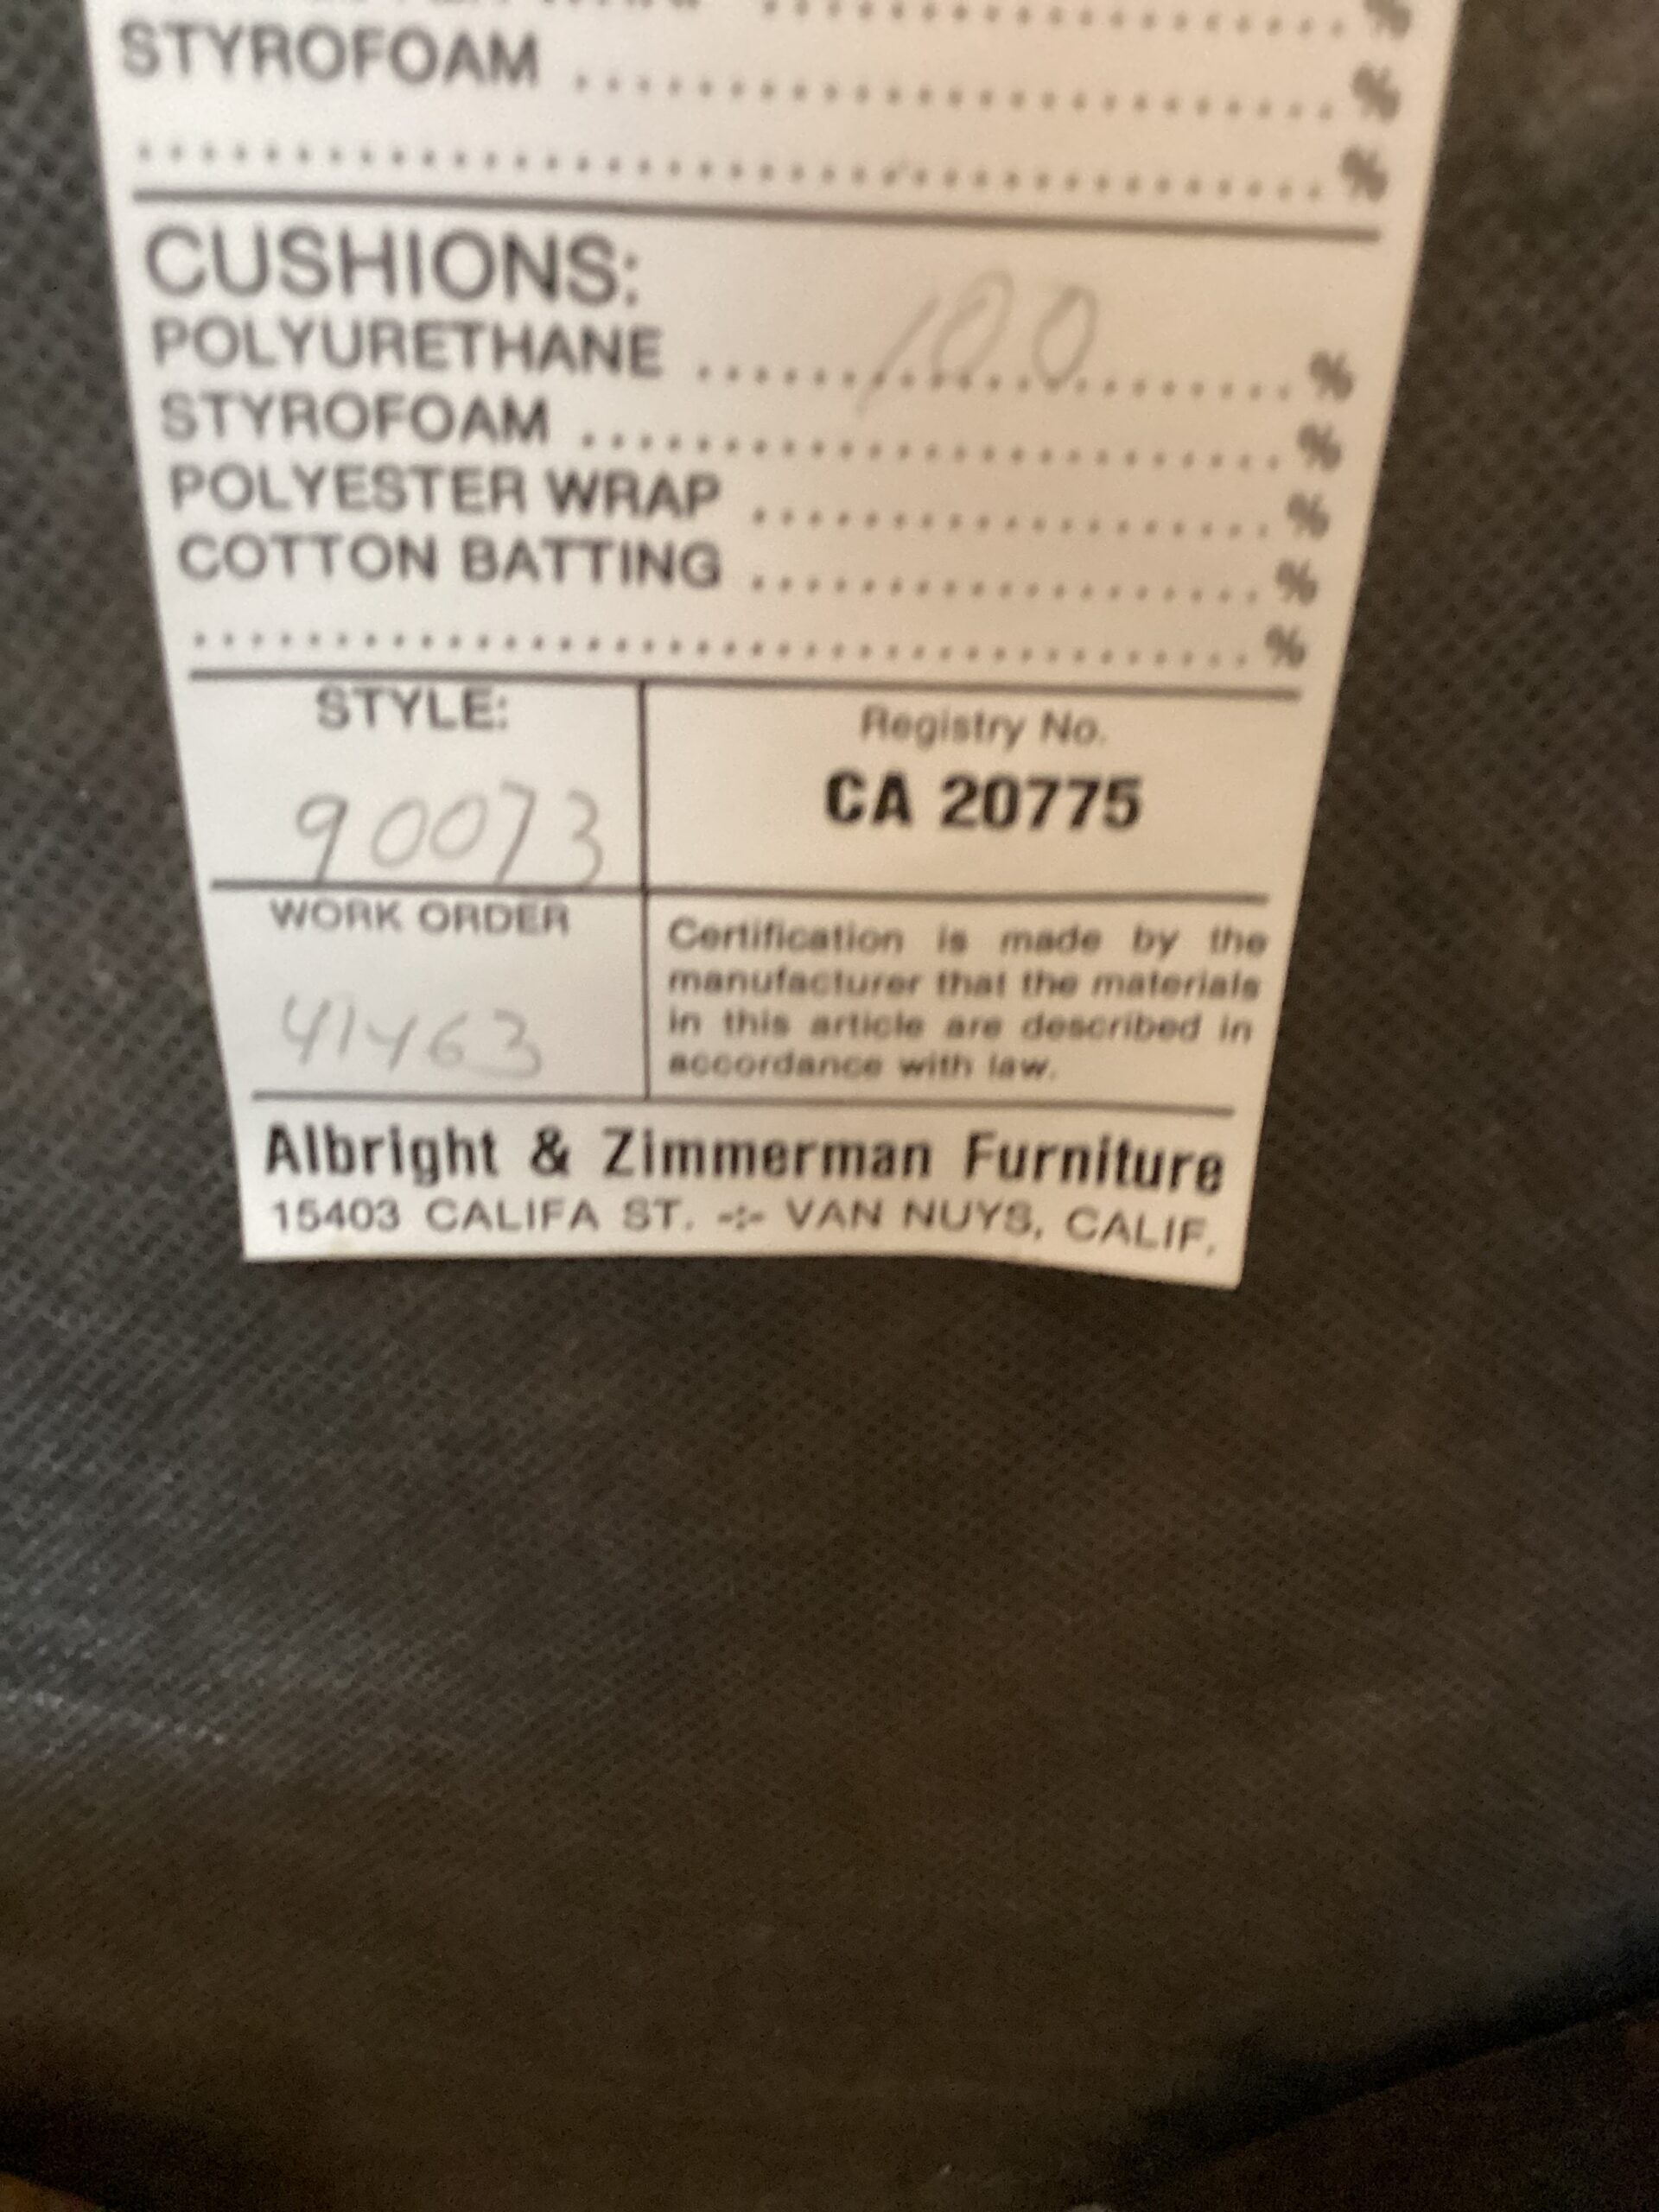 STYROFOAM .......................... %
.......................................... %
CUSHIONS:
POLYURETHANE ....100.... %
STYROFOAM ......................... %
POLYESTER WRAP ................... %
COTTON BATTING ................... %
...................................... %
STYLE:
90073
Registry No.
CA 20775
WORK ORDER
41463
Certification is made by the
manufacturer that the materials
in this article are described in
accordance with law.
Albright & Zimmerman Furniture
15403 CALIFA ST. -:- VAN NUYS, CALIF.